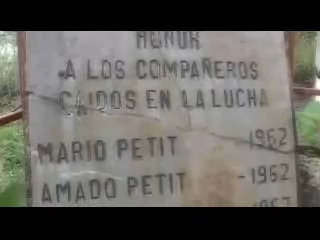 HONOR
A LOS COMPAÑEROS
CAIDOS EN LA LUCHA
MARIO PETIT - 1962
AMADO PETIT - 1962